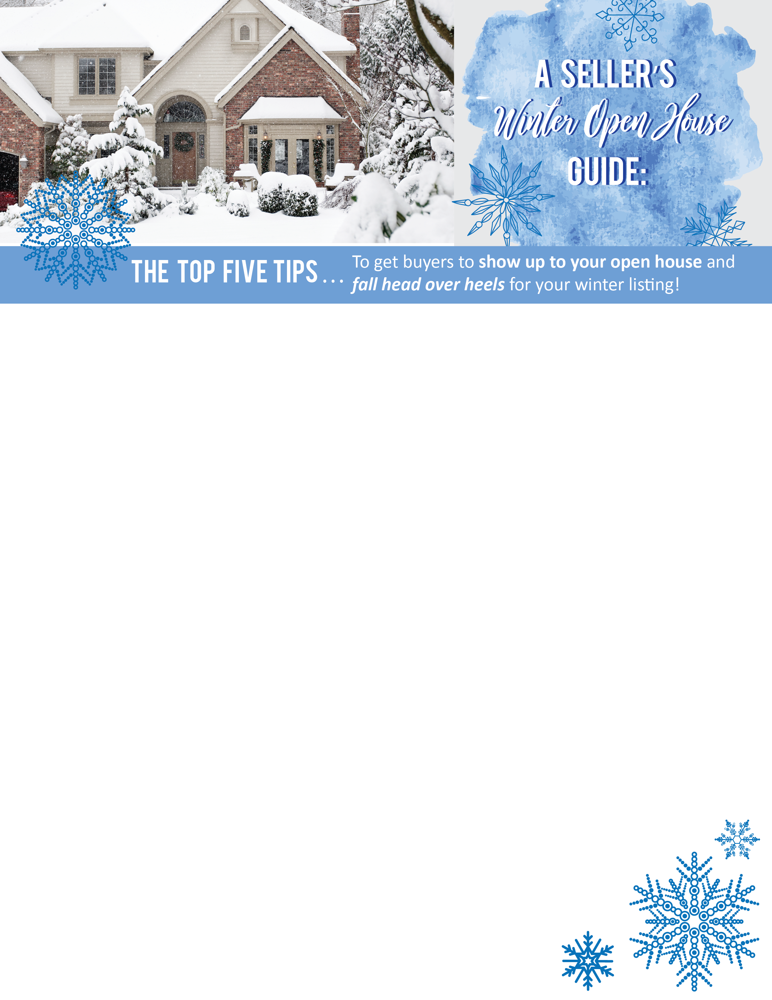 A SELLER'S
Winter Open House
GUIDE:
THE TOP FIVE TIPS...
To get buyers to show up to your open house and
fall head over heels for your winter listing!